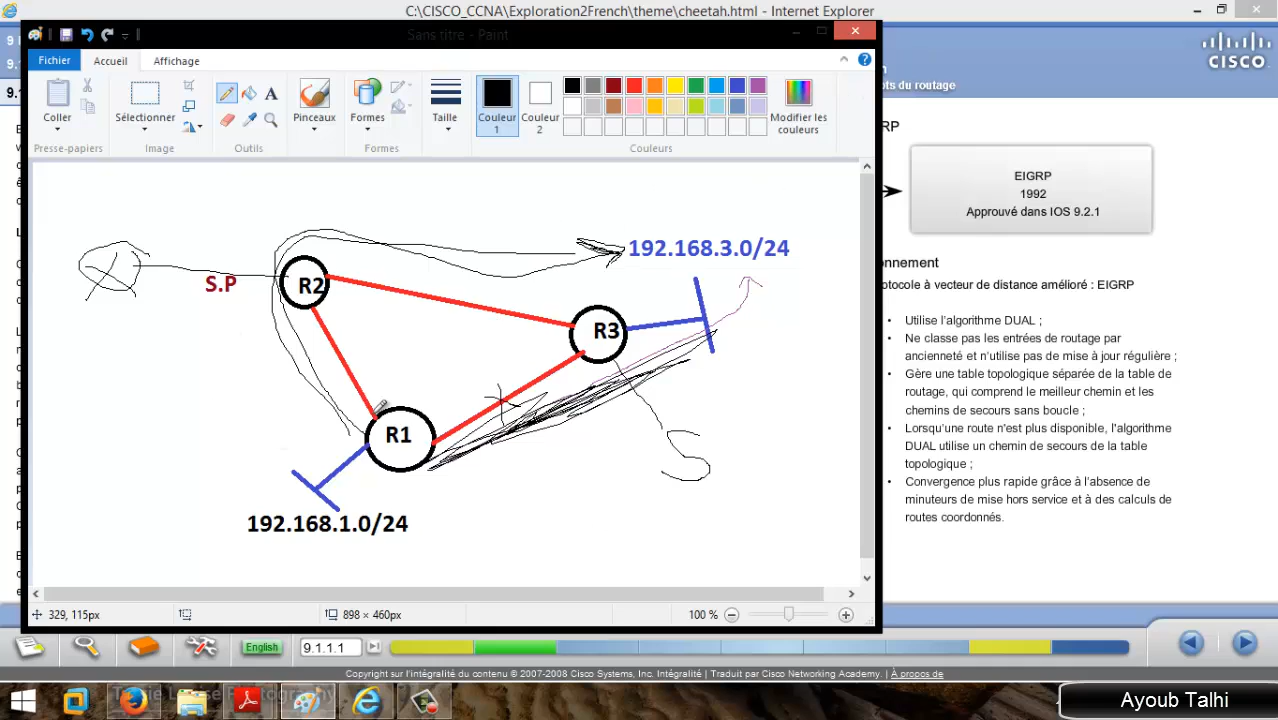 C:\CISCO_CCNA\Exploration2French\theme\cheetah.html - Internet Explorer
Sans titre - Paint
Fichier
Accueil
Affichage
Coller
Sélectionner
Pinceaux
Formes
Taille
Couleur
1
Couleur
2
Modifier les
couleurs
Presse-papiers
Image
Outils
Formes
Couleurs
CISCO
pts du routage
RP
EIGRP
1992
Approuvé dans IOS 9.2.1
192.168.3.0/24
S.P
R2
R3
R1
192.168.1.0/24
onnement
otocole à vecteur de distance amélioré : EIGRP
• Utilise l'algorithme DUAL ;
• Ne classe pas les entrées de routage par
ancienneté et n'utilise pas de mise à jour régulière ;
• Gère une table topologique séparée de la table de
routage, qui comprend le meilleur chemin et les
chemins de secours sans boucle ;
• Lorsqu'une route n'est plus disponible, l'algorithme
DUAL utilise un chemin de secours de la table
topologique ;
• Convergence plus rapide grâce à l'absence de
minuteurs de mise hors service et à des calculs de
routes coordonnés.
329, 115px
898 × 460px
100 %
English
9.1.1.1
Copyright sur l'intégralité du contenu © 2007-2008 Cisco Systems, Inc. Intégralité | Traduit par Cisco Networking Academy. | À propos de
Ayoub Talhi